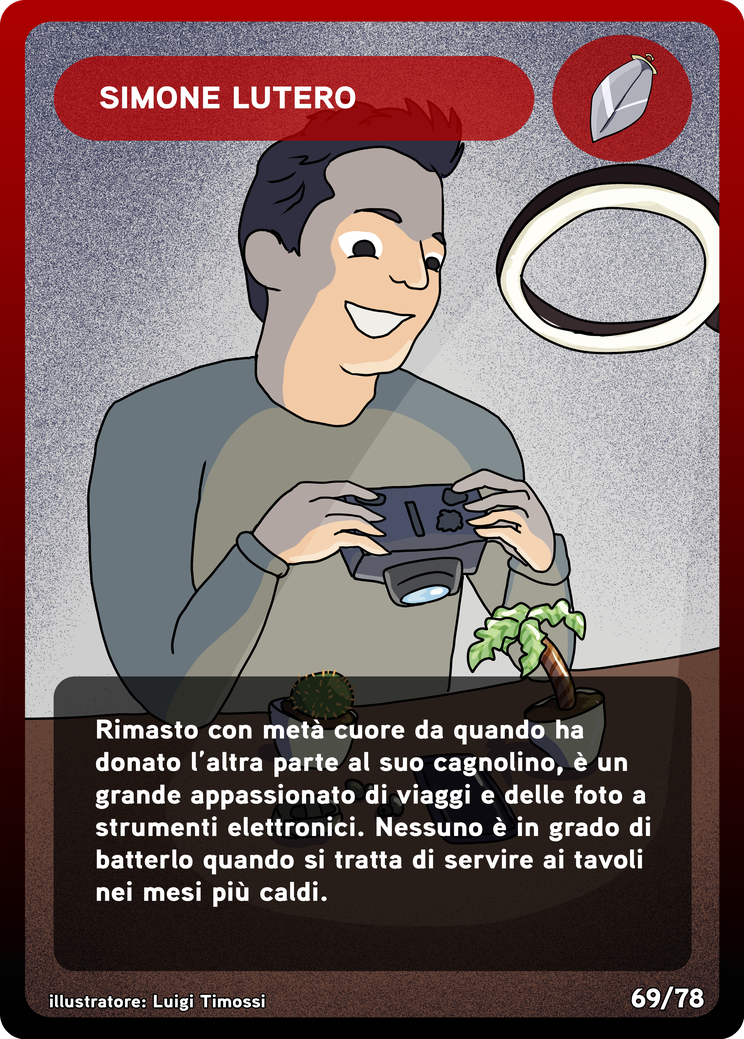 SIMONE LUTERO
Rimasto con metà cuore da quando ha
donato l'altra parte al suo cagnolino, è un
grande appassionato di viaggi e delle foto a
strumenti elettronici. Nessuno è in grado di
batterlo quando si tratta di servire ai tavoli
nei mesi più caldi.
illustratore: Luigi Timossi
69/78